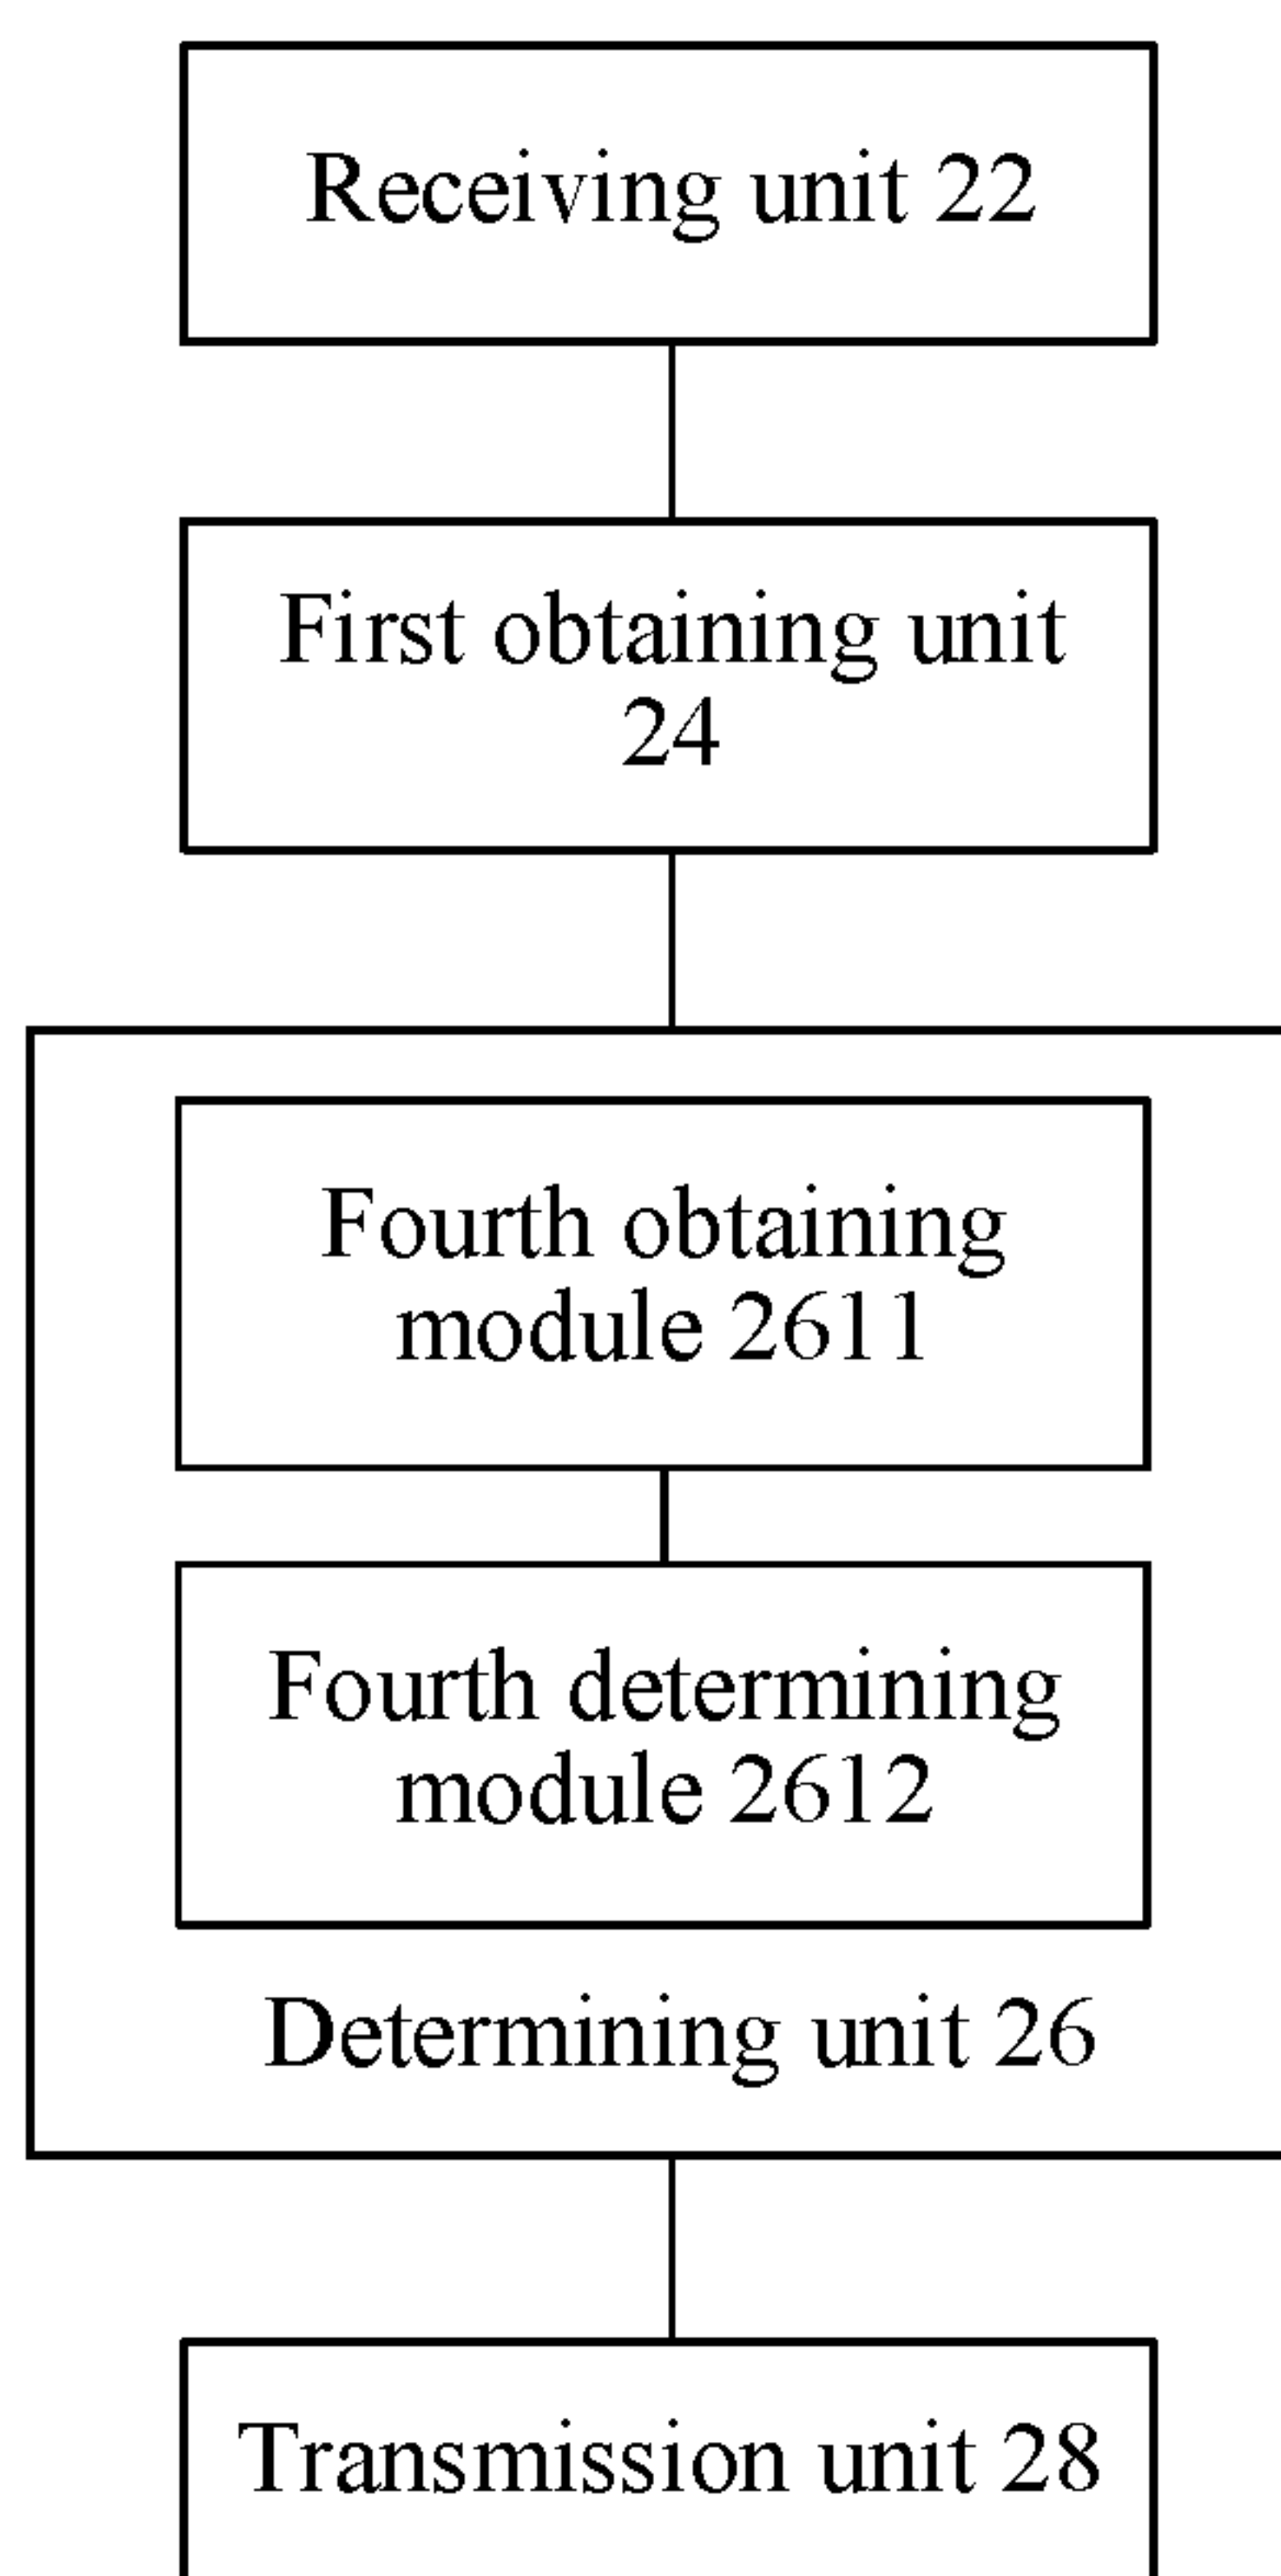 Receiving unit 22
First obtaining unit
24
Fourth obtaining
module 2611
Fourth determining
module 2612
Determining unit 26
Transmission unit 28